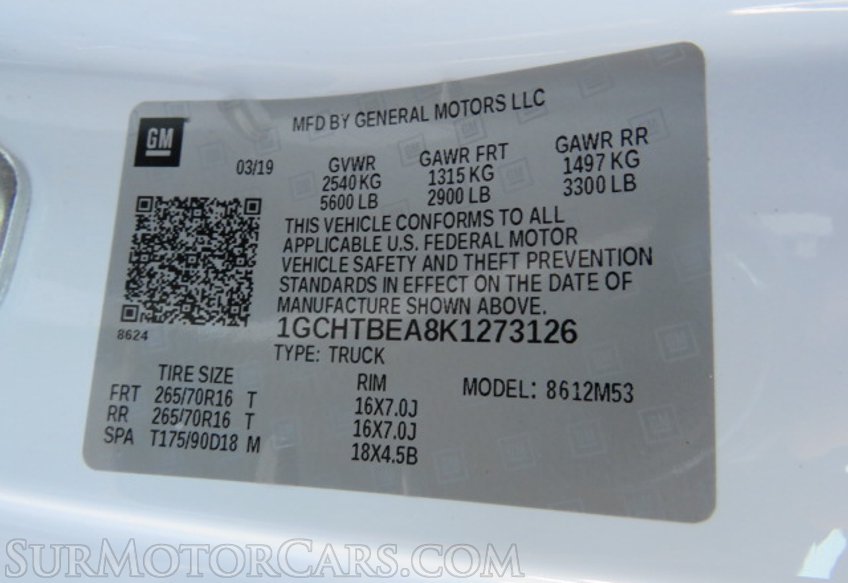 GM
MFD BY GENERAL MOTORS LLC
03/19
GVWR GAWR FRT GAWR RR
2540 KG 1315 KG 1497 KG
5600 LB 2900 LB 3300 LB
THIS VEHICLE CONFORMS TO ALL
APPLICABLE U.S. FEDERAL MOTOR
VEHICLE SAFETY AND THEFT PREVENTION
STANDARDS IN EFFECT ON THE DATE OF
MANUFACTURE SHOWN ABOVE.
8624
1GCHTBEA8K1273126
TYPE: TRUCK
TIRE SIZE RIM MODEL: 8612M53
FRT 265/70R16 T 16X7.0J
RR 265/70R16 T 16X7.0J
SPA T175/90D18 M 18X4.5B
SurMotorCars.com